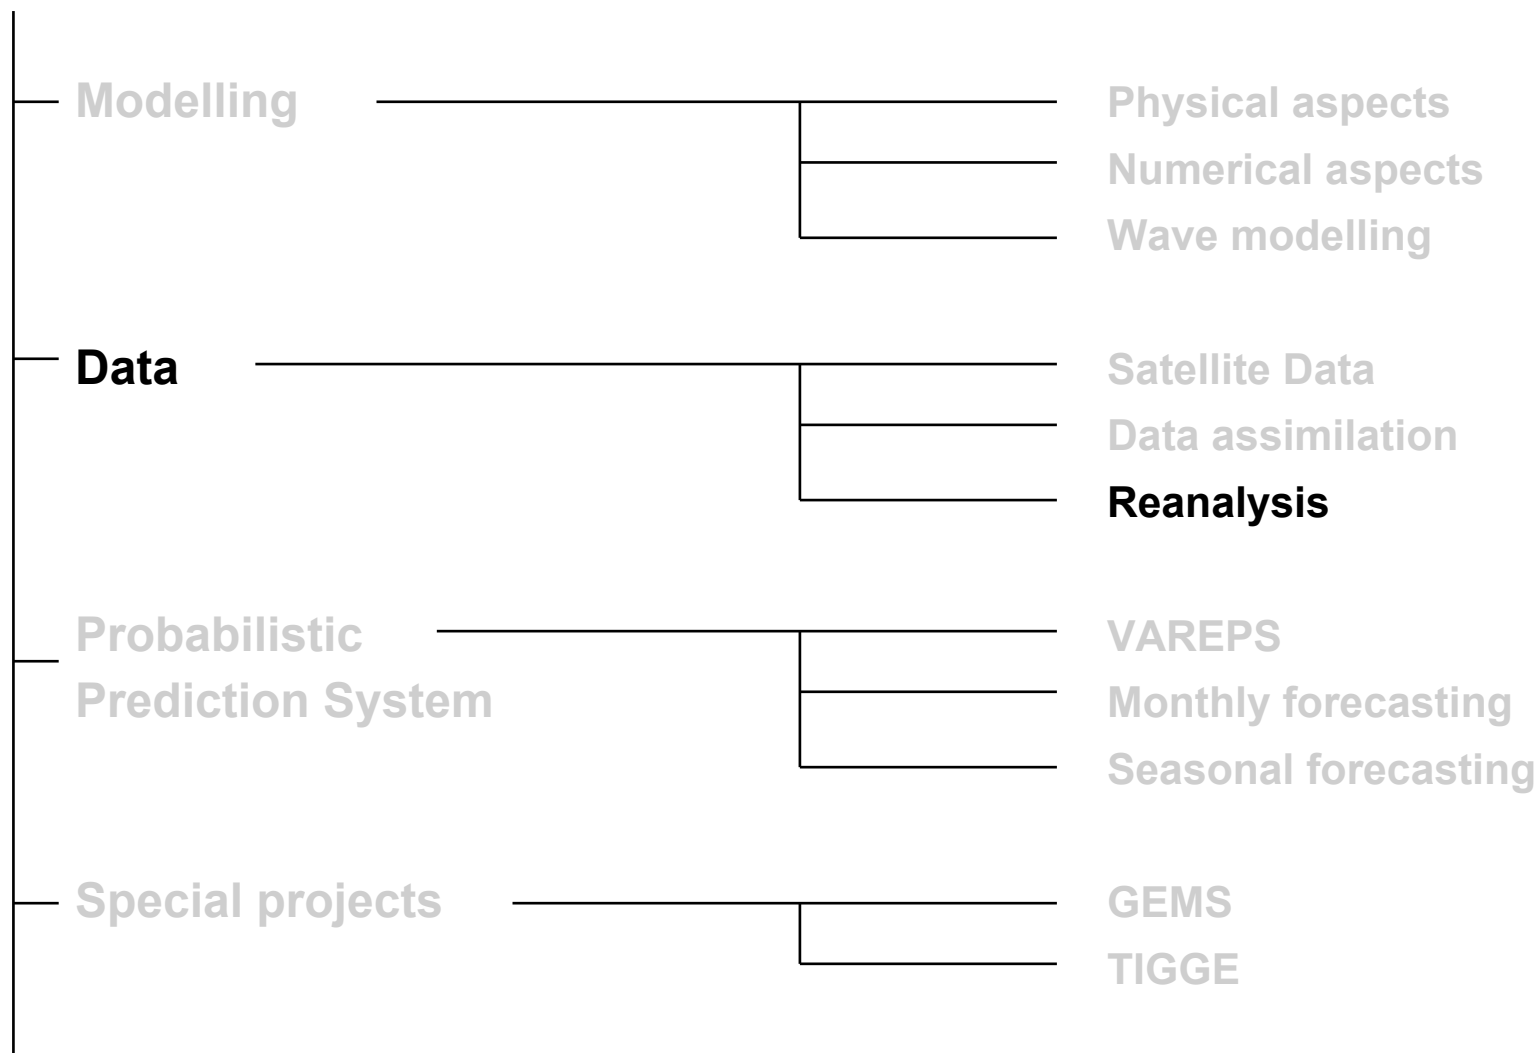 Modelling
Physical aspects
Numerical aspects
Wave modelling
Data
Satellite Data
Data assimilation
Reanalysis
Probabilistic
Prediction System
VAREPS
Monthly forecasting
Seasonal forecasting
Special projects
GEMS
TIGGE